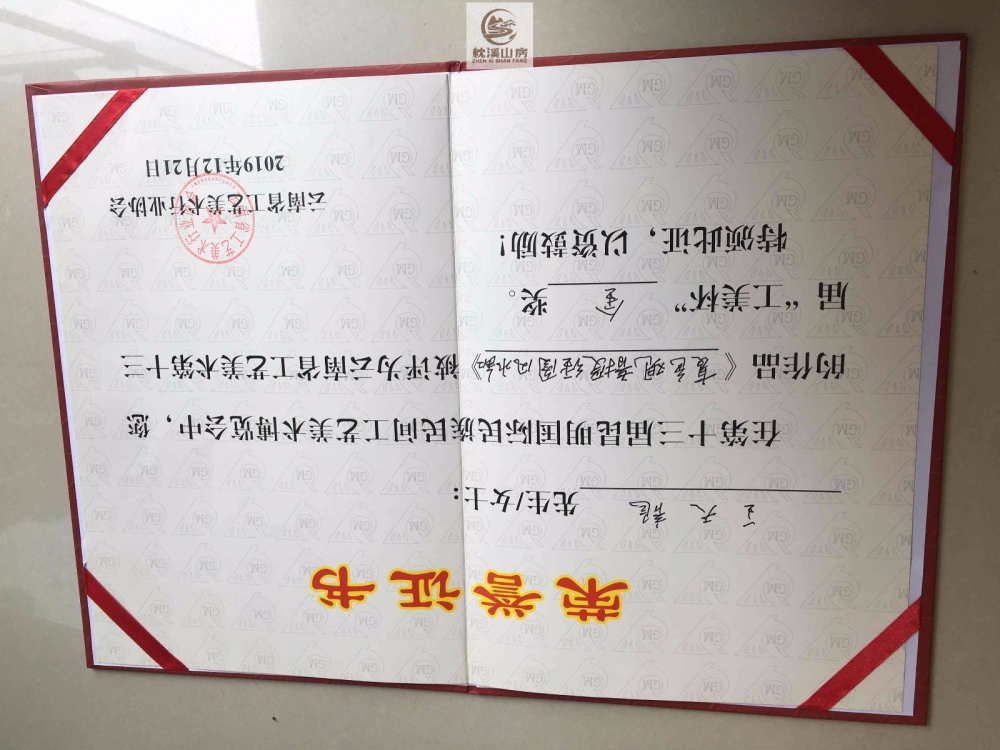 枕溪山房
ZHEN XI SHAN FANG
荣誉证书
王天龍 先生/女士：
在第十三届昆明国际民族民间工艺美术博览会中，您
的作品《》被评为云南省工艺美术第十三
届“工美杯” 金 奖。
特颁此证，以资鼓励！
云南省工艺美术行业协会
2019年12月21日